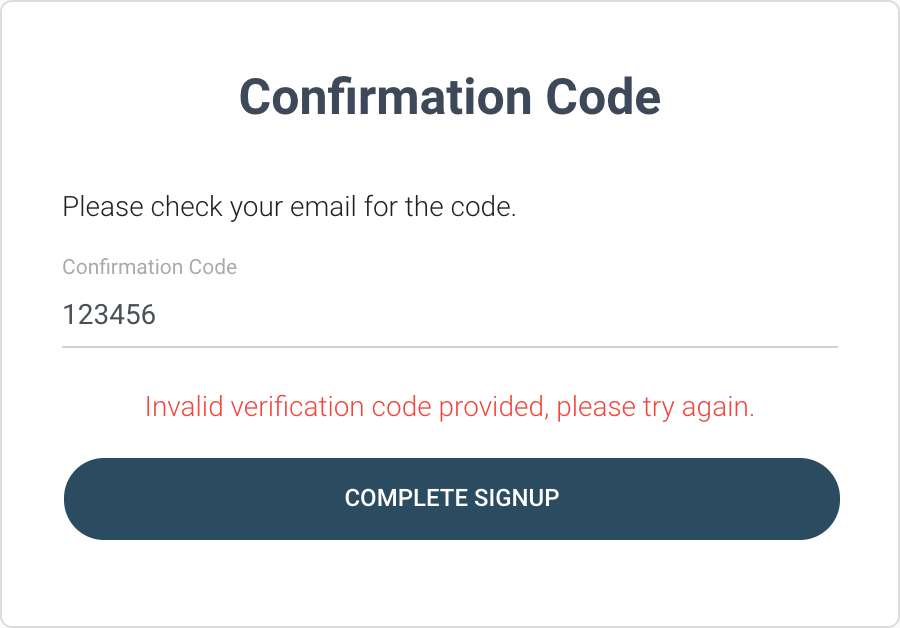 Confirmation Code
Please check your email for the code.
Confirmation Code
123456
Invalid verification code provided, please try again.
COMPLETE SIGNUP